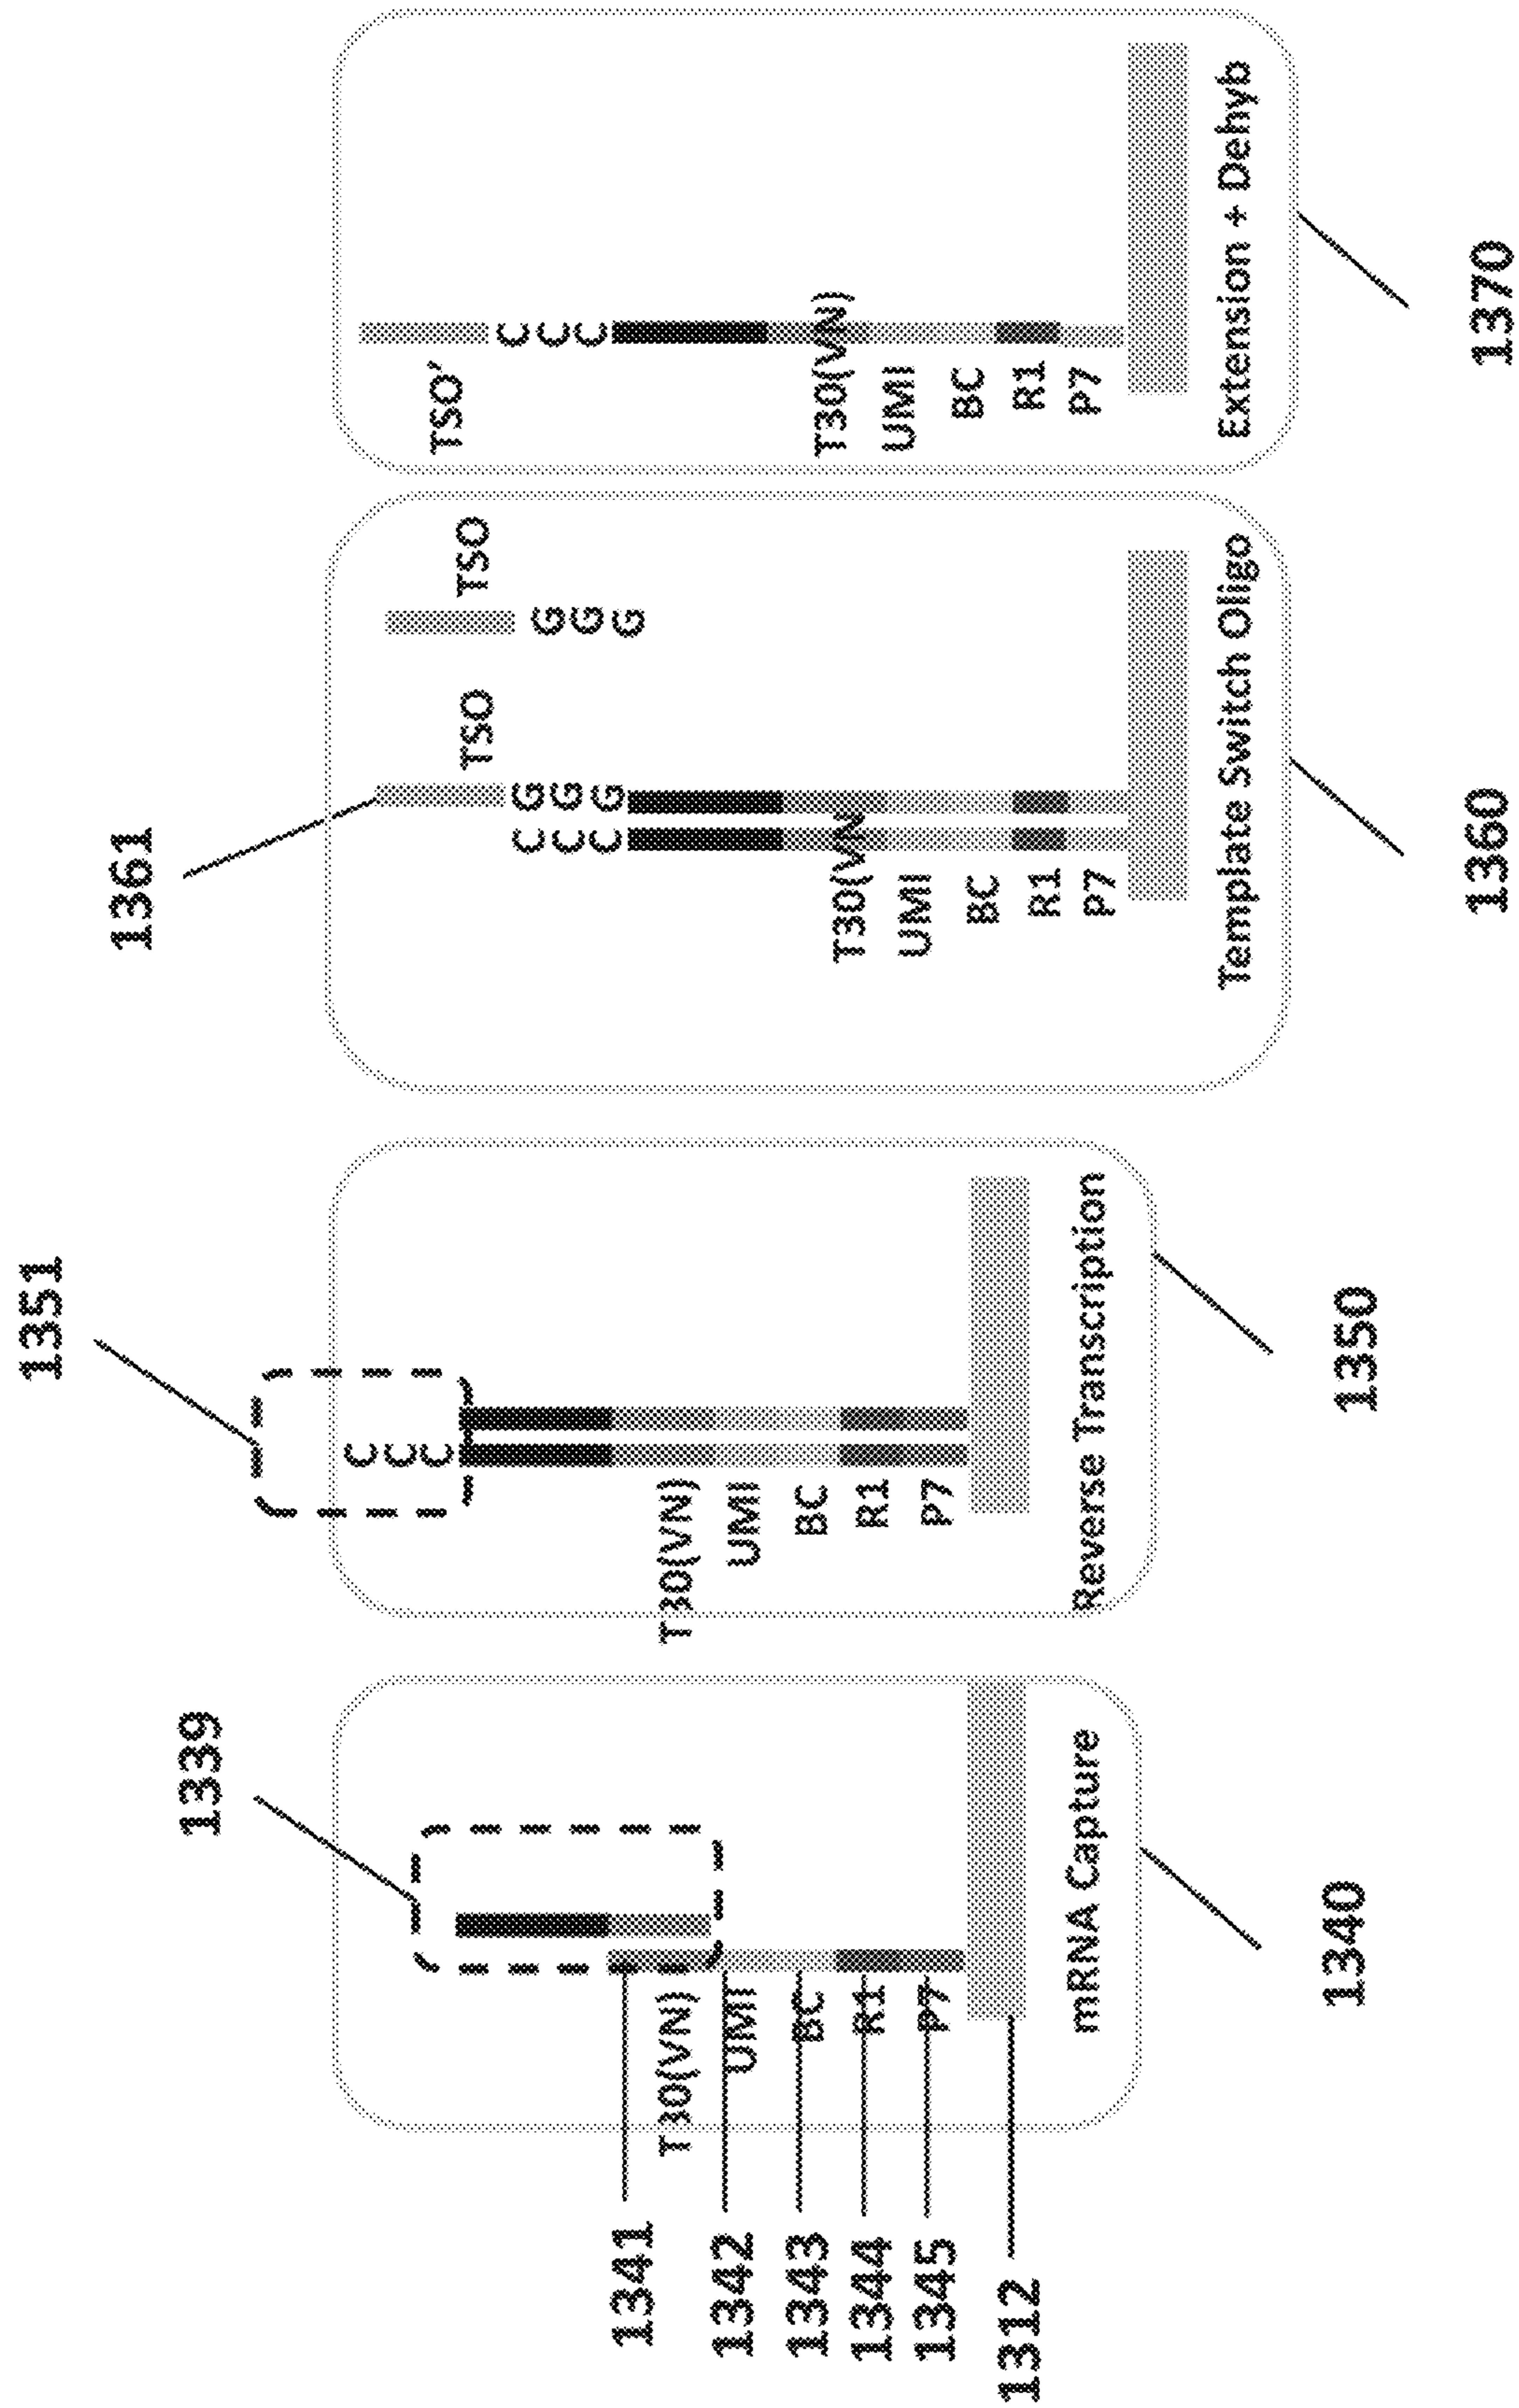 1339
1341
T30(VN)
1342
UMI
1343
BC
1344
R1
1345
P7
1312
mRNA Capture
1340
1351
C
C
C
T30(VN)
UMI
BC
R1
P7
Reverse Transcription
1350
1361
TSO
TSO
C G G
C G G
C G G
T30(VN
UMI
BC
R1
P7
Template Switch Oligo
1360
TSO'
C
C
C
T30(VN)
UMI
BC
R1
P7
Extension + Dehyb
1370